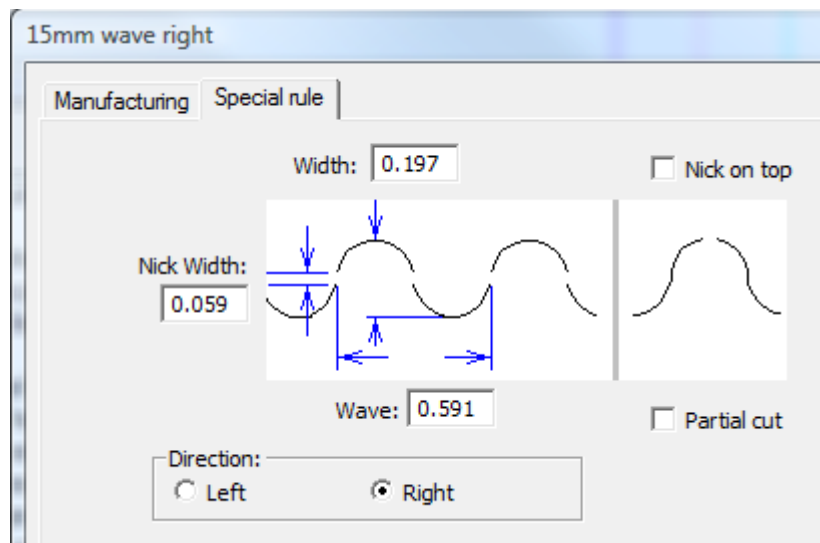 15mm wave right
Manufacturing Special rule
Width: 0.197
Nick on top
Nick Width:
0.059
Wave: 0.591
Partial cut
Direction:
Left Right